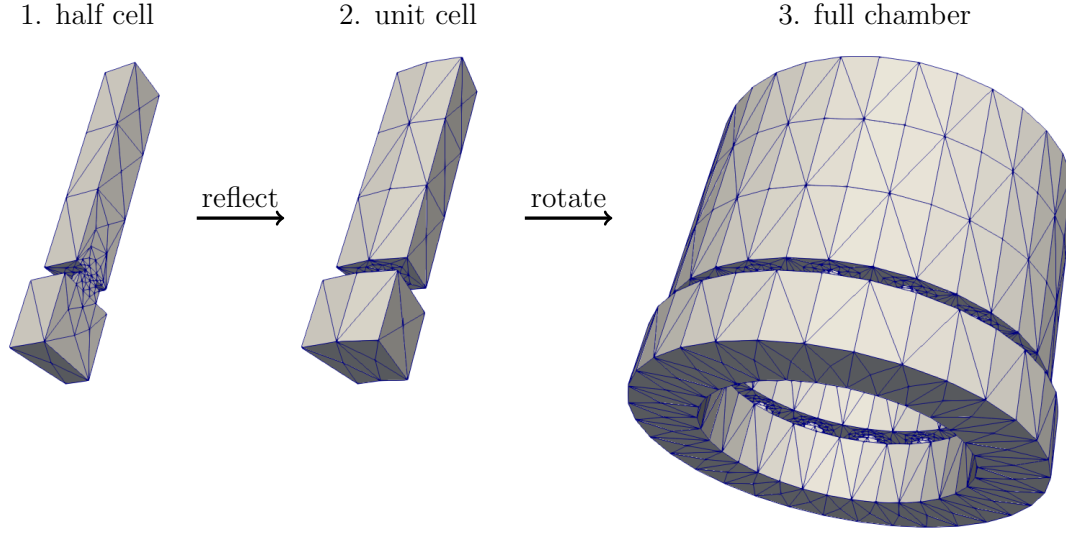 1. half cell
2. unit cell
3. full chamber
reflect
rotate